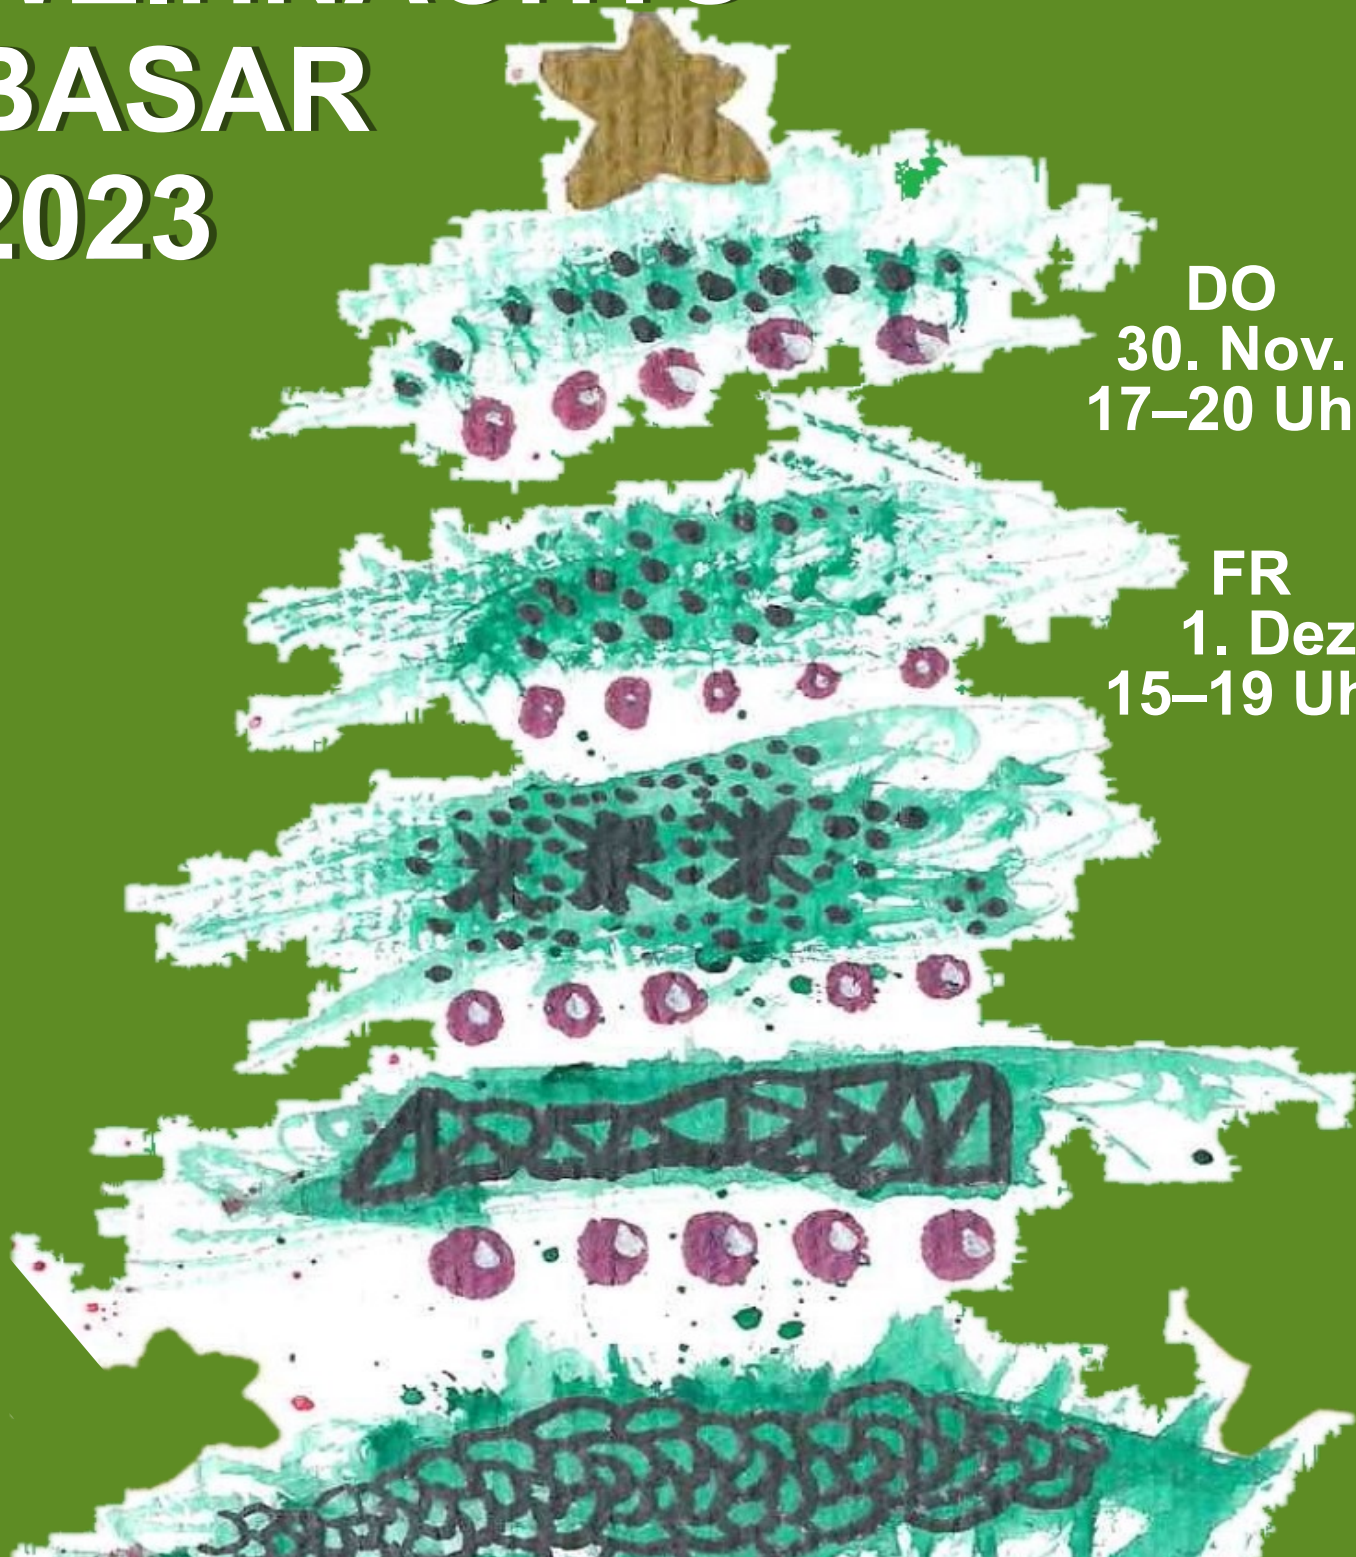 BASAR
2023
DO
30. Nov.
17–20 Uh
FR
1. Dez
15–19 Uh